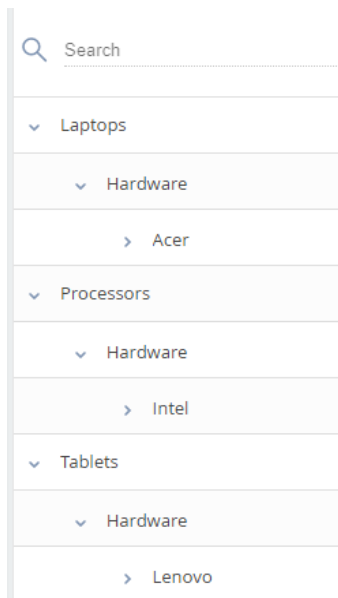 Search
Laptops
Hardware
Acer
Processors
Hardware
Intel
Tablets
Hardware
Lenovo